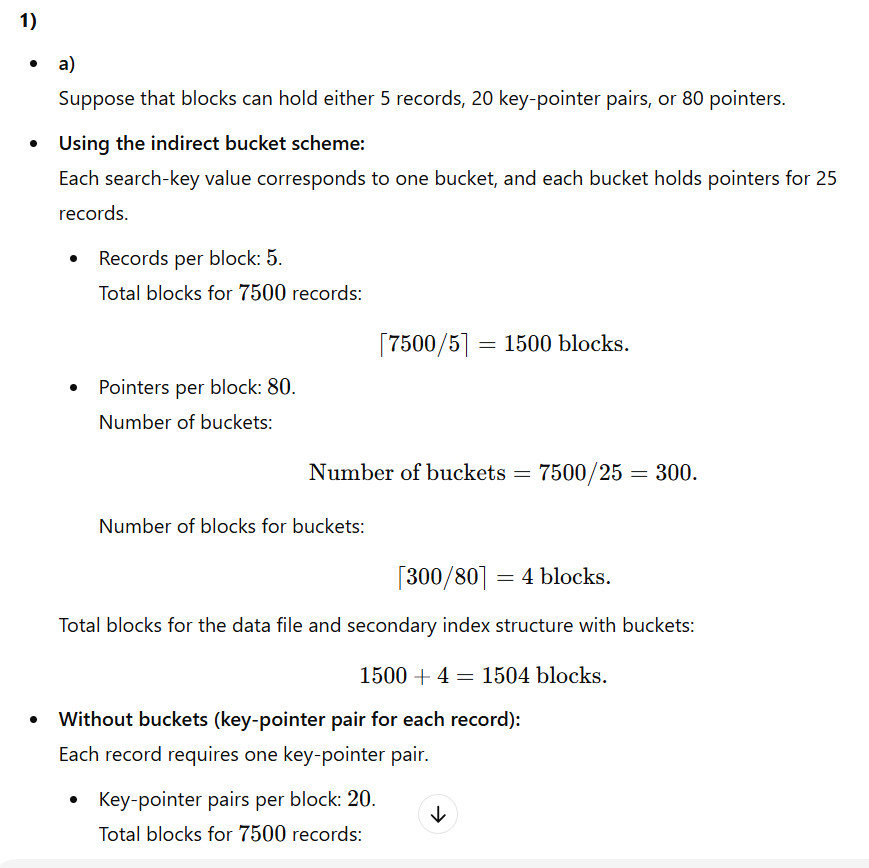 1)
a)
Suppose that blocks can hold either 5 records, 20 key-pointer pairs, or 80 pointers.
Using the indirect bucket scheme:
Each search-key value corresponds to one bucket, and each bucket holds pointers for 25
records.
Records per block: 5.
Total blocks for 7500 records:
⌈7500/5⌉ = 1500 blocks.
Pointers per block: 80.
Number of buckets:
Number of buckets = 7500/25 = 300.
Number of blocks for buckets:
⌈300/80⌉ = 4 blocks.
Total blocks for the data file and secondary index structure with buckets:
1500 + 4 = 1504 blocks.
Without buckets (key-pointer pair for each record):
Each record requires one key-pointer pair.
Key-pointer pairs per block: 20.
Total blocks for 7500 records: